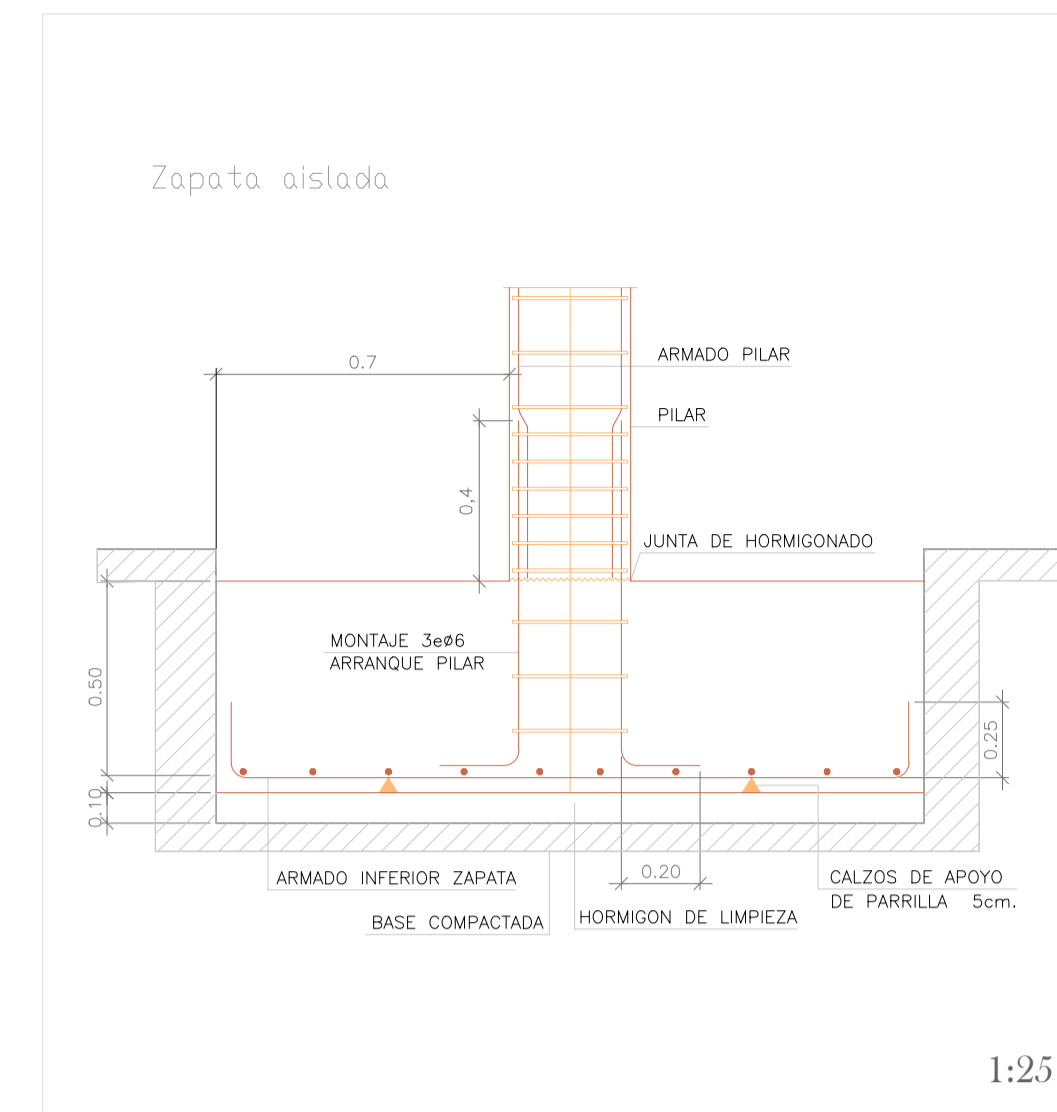 Zapata aislada
ARMADO PILAR
0.7
PILAR
0,4
JUNTA DE HORMIGONADO
MONTAJE 3eø6
ARRANQUE PILAR
0.50
0.25
0.10
0.20
ARMADO INFERIOR ZAPATA
CALZOS DE APOYO
DE PARRILLA 5cm.
BASE COMPACTADA
HORMIGON DE LIMPIEZA
1:25